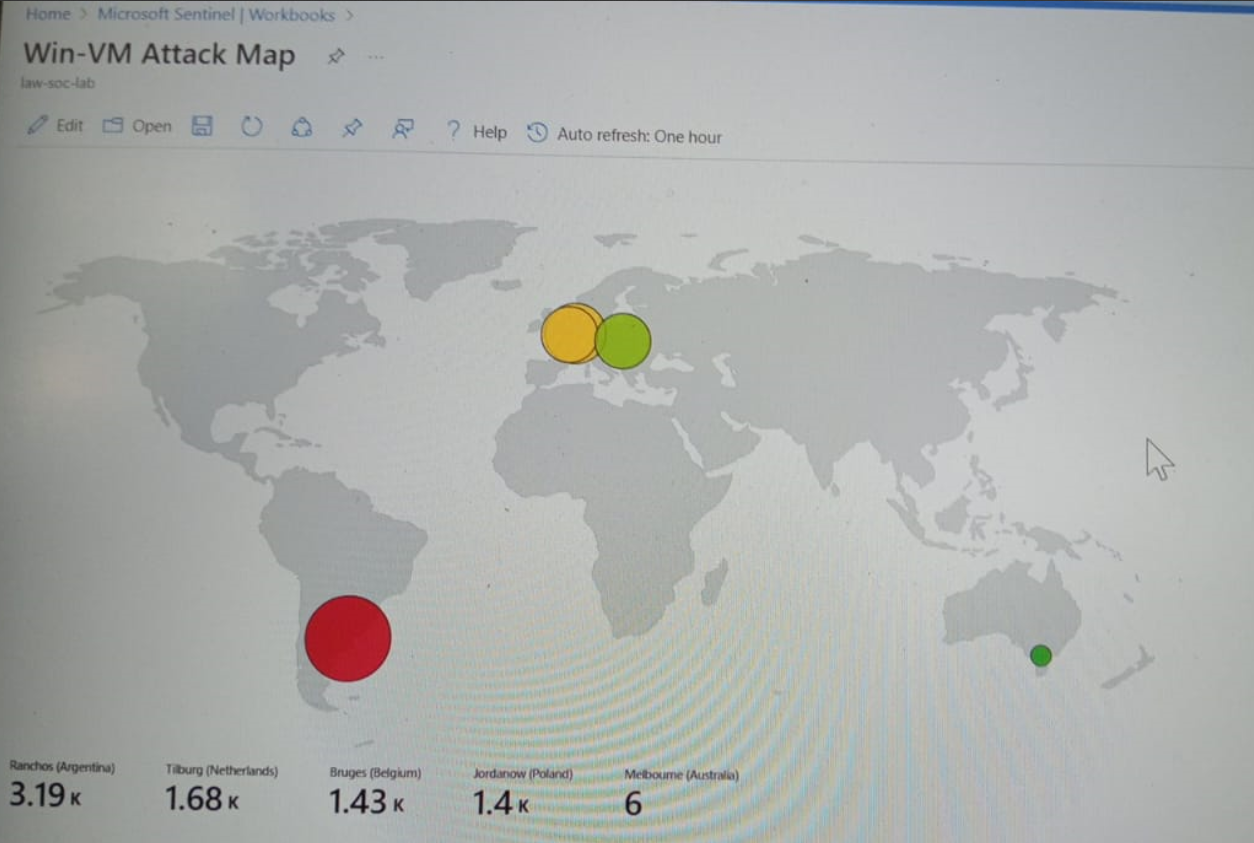 Home > Microsoft Sentinel | Workbooks >
Win-VM Attack Map
law-soc-lab
Edit Open ? Help Auto refresh: One hour
Ranchos (Argentina) Tilburg (Netherlands) Bruges (Belgium) Jordanow (Poland) Melbourne (Australia)
3.19 K 1.68 K 1.43 K 1.4 K 6